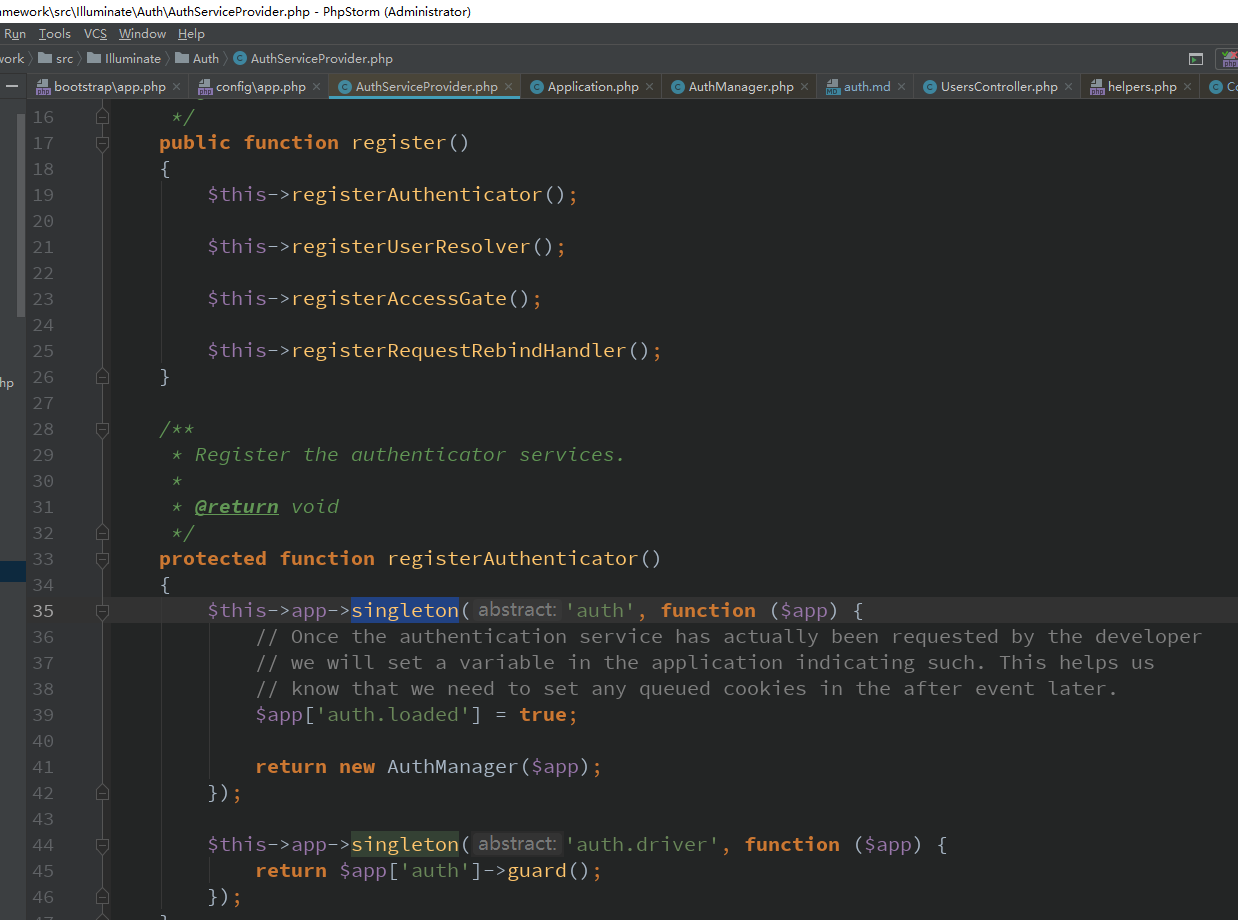 amework\src\Illuminate\Auth\AuthServiceProvider.php - PhpStorm (Administrator)
Run Tools VCS Window Help
work src Illuminate Auth AuthServiceProvider.php
bootstrap\app.php config\app.php AuthServiceProvider.php Application.php AuthManager.php auth.md UsersController.php helpers.php Co
16 */
17 public function register()
18 {
19 $this->registerAuthenticator();
20
21 $this->registerUserResolver();
22
23 $this->registerAccessGate();
24
25 $this->registerRequestRebindHandler();
hp
26 }
27
28 /**
29 * Register the authenticator services.
30 *
31 * @return void
32 */
33 protected function registerAuthenticator()
34 {
35 $this->app->singleton( abstract: 'auth', function ($app) {
36 // Once the authentication service has actually been requested by the developer
37 // we will set a variable in the application indicating such. This helps us
38 // know that we need to set any queued cookies in the after event later.
39 $app['auth.loaded'] = true;
40
41 return new AuthManager($app);
42 });
43
44 $this->app->singleton( abstract: 'auth.driver', function ($app) {
45 return $app['auth']->guard();
46 });